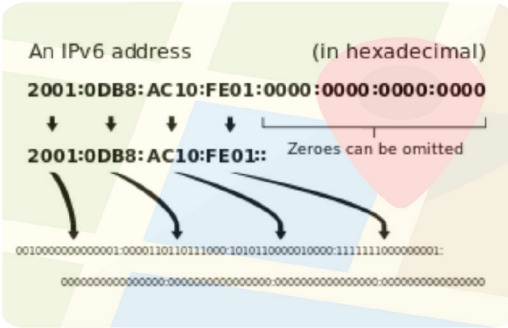 An IPv6 address (in hexadecimal)
2001:0DB8:AC10:FE01:0000:0000:0000:0000
2001:0DB8:AC10:FE01:: Zeroes can be omitted
0010000000000001:0000110110111000:1010110000010000:1111111000000001:
0000000000000000:0000000000000000:0000000000000000:0000000000000000